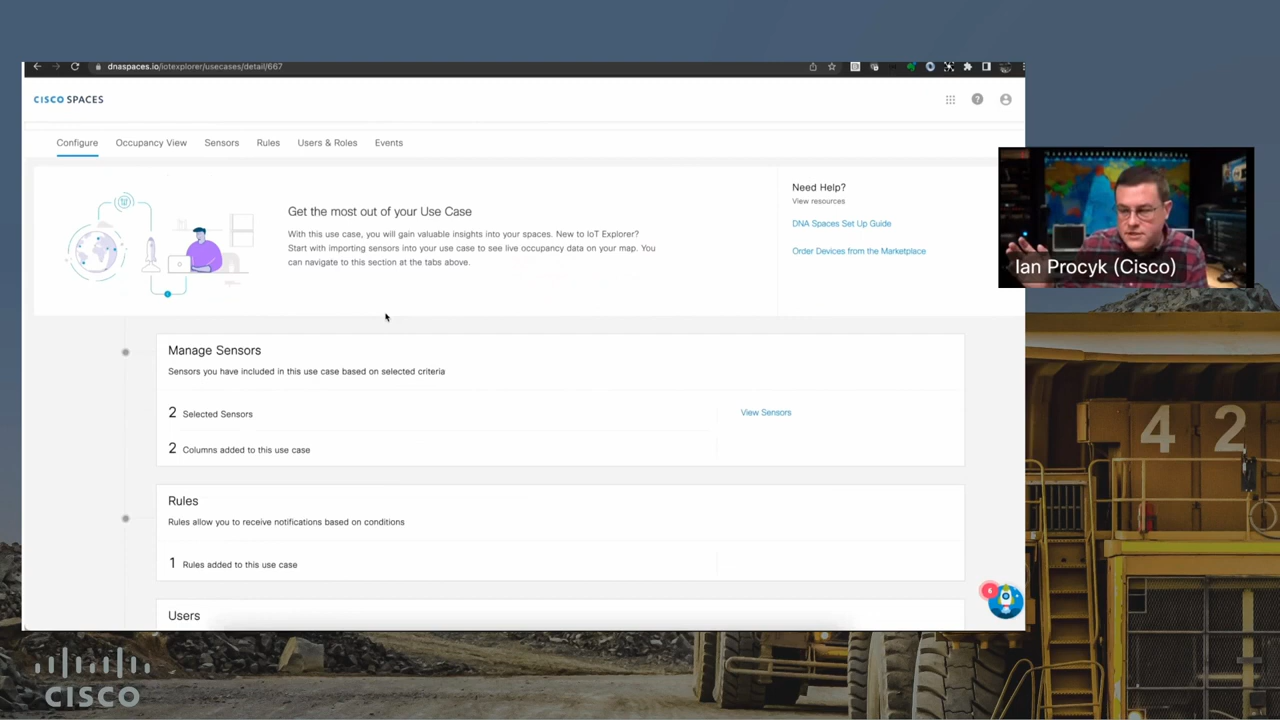 dnaspaces.io/iotexplorer/usecases/detail/667
CISCO SPACES
Configure Occupancy View Sensors Rules Users & Roles Events
Get the most out of your Use Case
With this use case, you will gain valuable insights into your spaces. New to IoT Explorer?
Start with importing sensors into your use case to see live occupancy data on your map. You
can navigate to this section at the tabs above.
Need Help?
View resources
DNA Spaces Set Up Guide
Order Devices from the Marketplace
Ian Procyk (Cisco)
Manage Sensors
Sensors you have included in this use case based on selected criteria
2 Selected Sensors
View Sensors
2 Columns added to this use case
Rules
Rules allow you to receive notifications based on conditions
1 Rules added to this use case
Users
6
42
CISCO